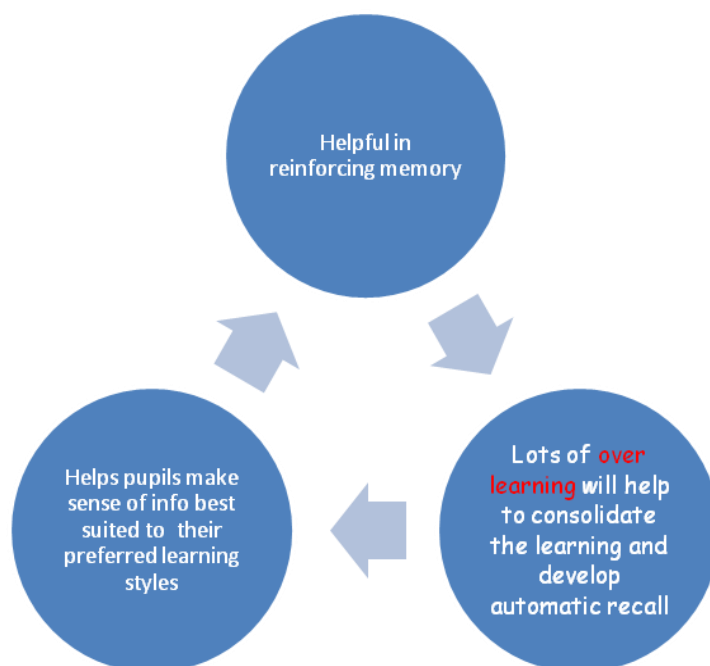 Helpful in
reinforcing memory
Lots of over
learning will help
to consolidate
the learning and
develop
automatic recall
Helps pupils make
sense of info best
suited to their
preferred learning
styles